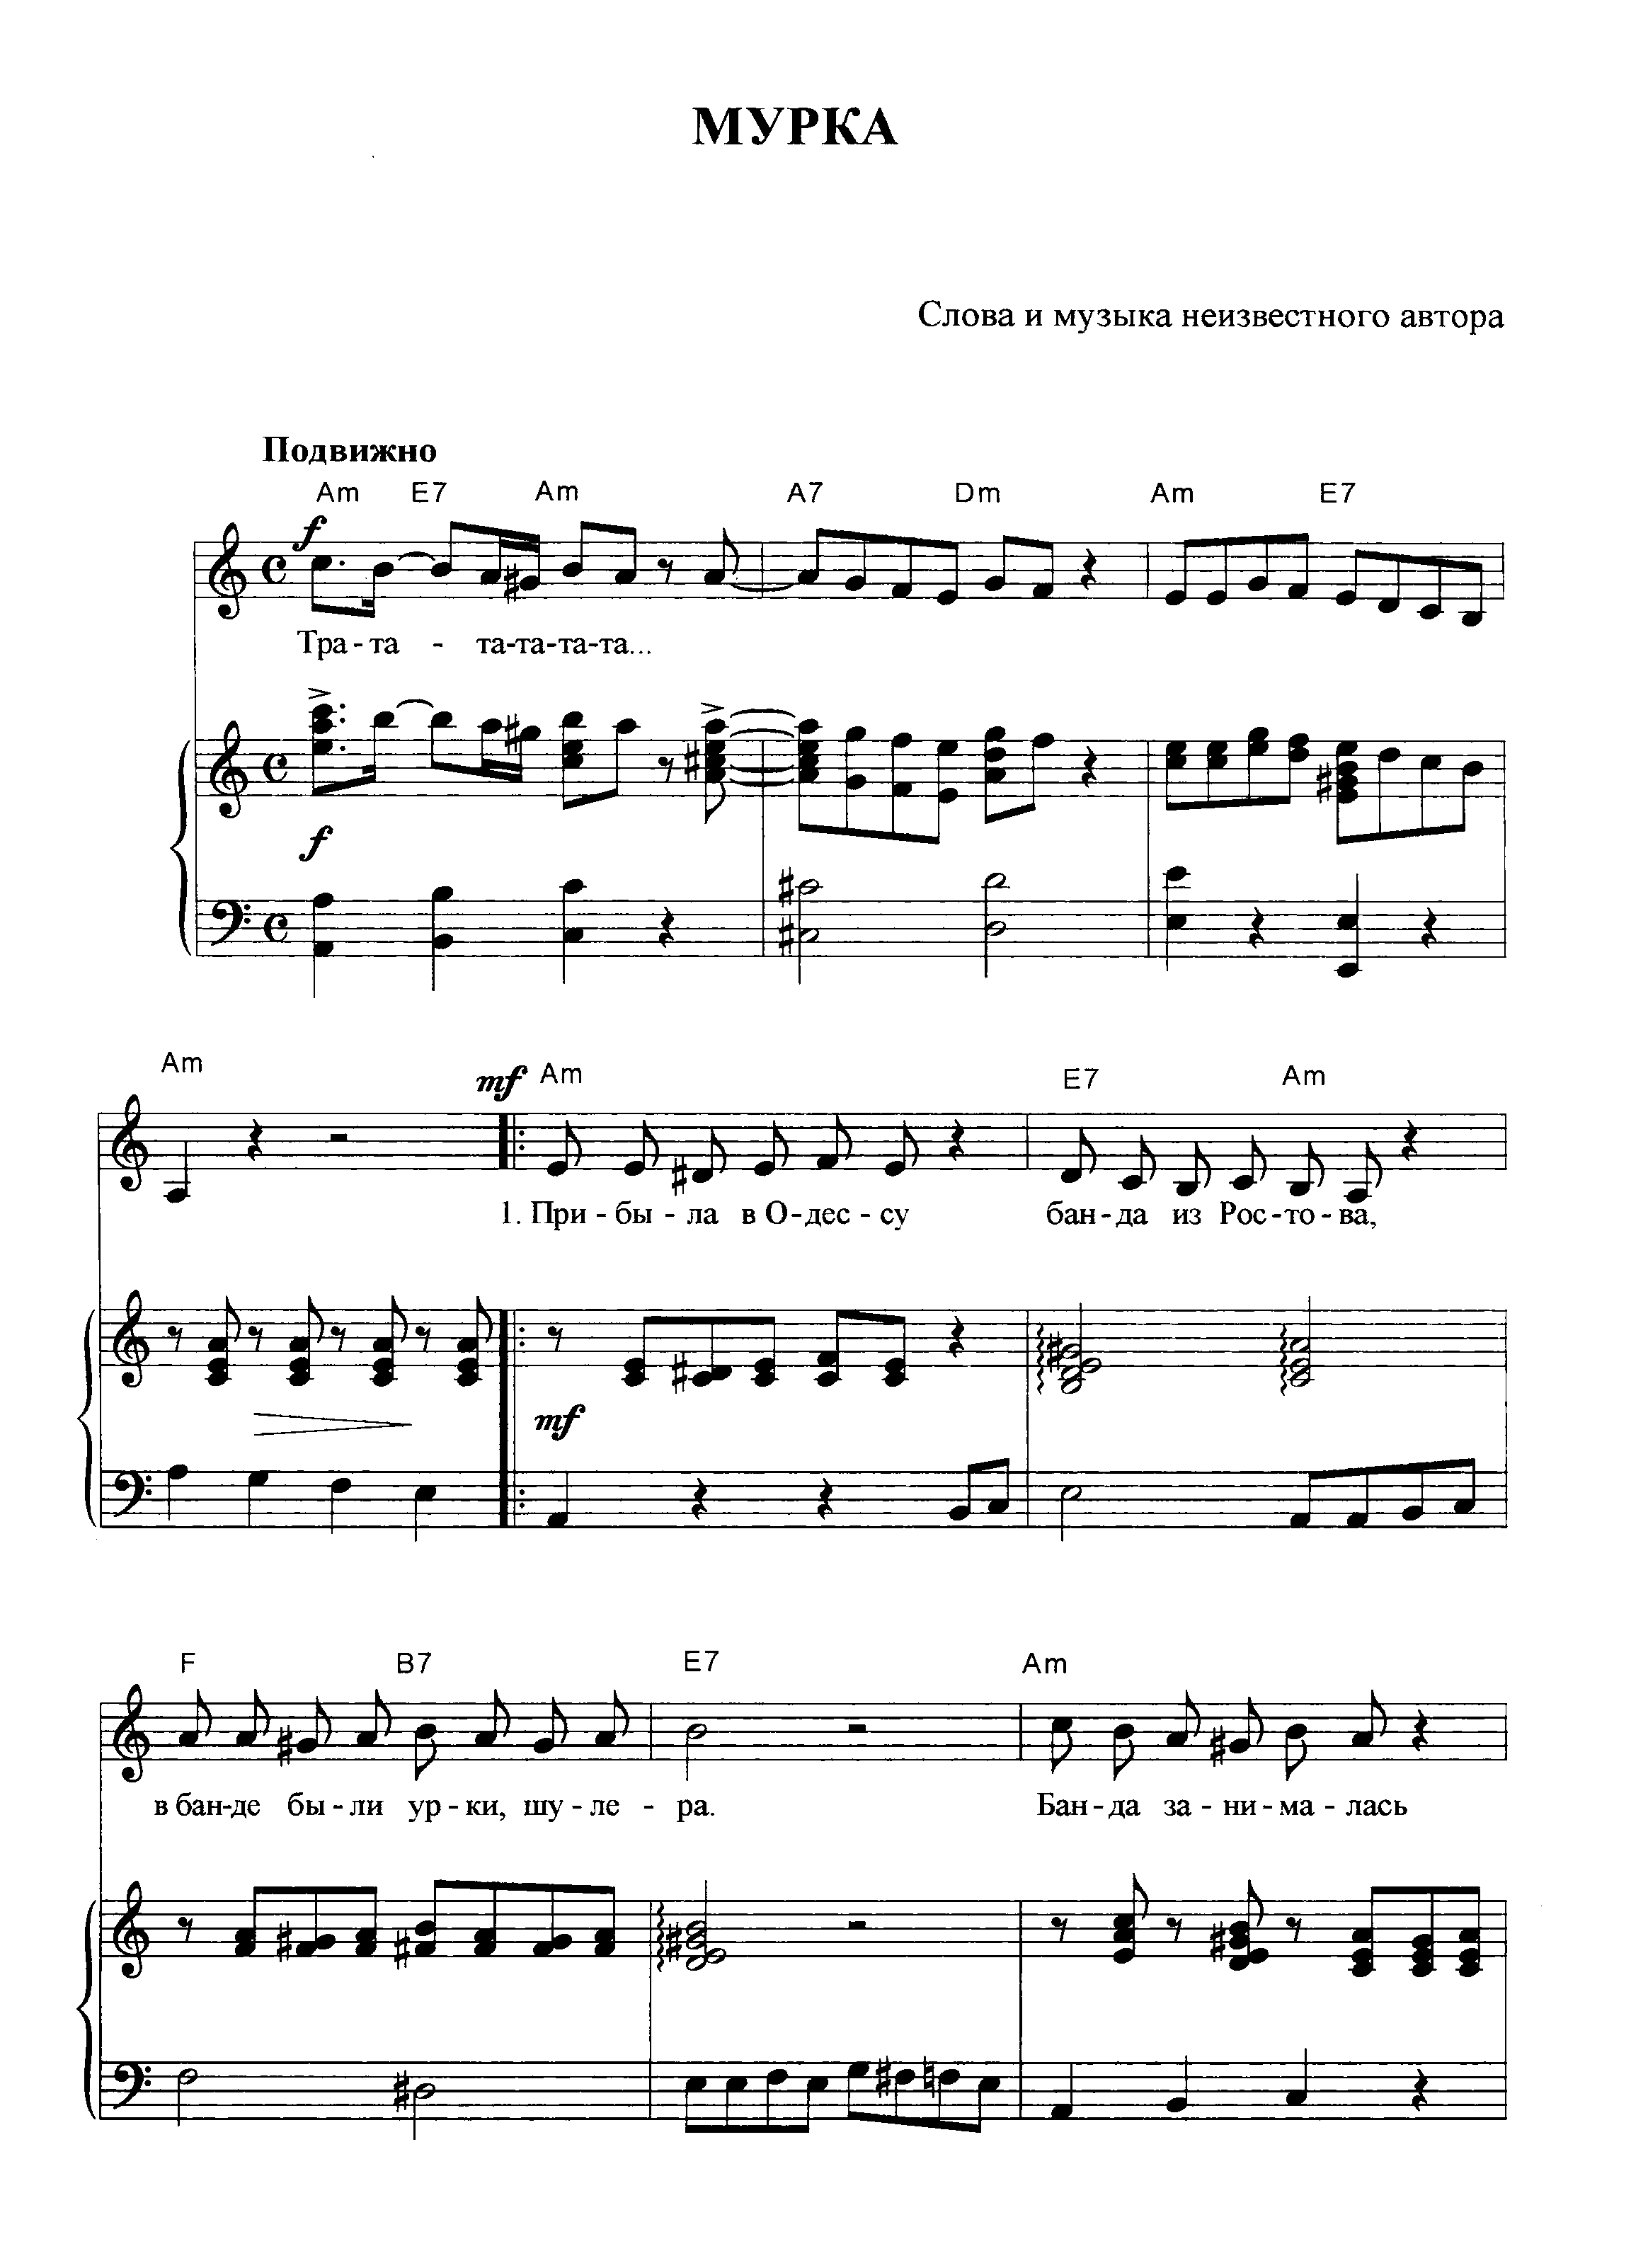 МУРКА
Слова и музыка неизвестного автора
Подвижно
Am E7 Am A7 Dm Am E7
f
Тра - та - та-та-та-та...
f
Am mf Am E7 Am
1. При - бы - ла в О - дес - су бан - да из Рос - то - ва,
mf
F B7 E7 Am
в бан - де бы - ли ур - ки, шу - ле - ра. Бан - да за - ни - ма - лась